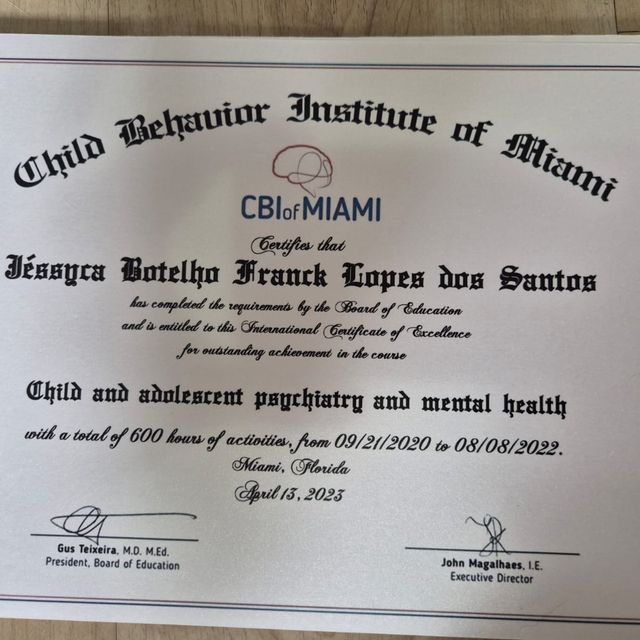 Child Behavior Institute of Miami
CBIofMIAMI
Certifies that
Jéssyca Botelho Franck Lopes dos Santos
has completed the requirements by the Board of Education
and is entitled to this International Certificate of Excellence
for outstanding achievement in the course
Child and adolescent psychiatry and mental health
with a total of 600 hours of activities, from 09/21/2020 to 08/08/2022.
Miami, Florida
April 13, 2023
Gus Teixeira, M.D. M.Ed.
President, Board of Education
John Magalhaes, I.E.
Executive Director